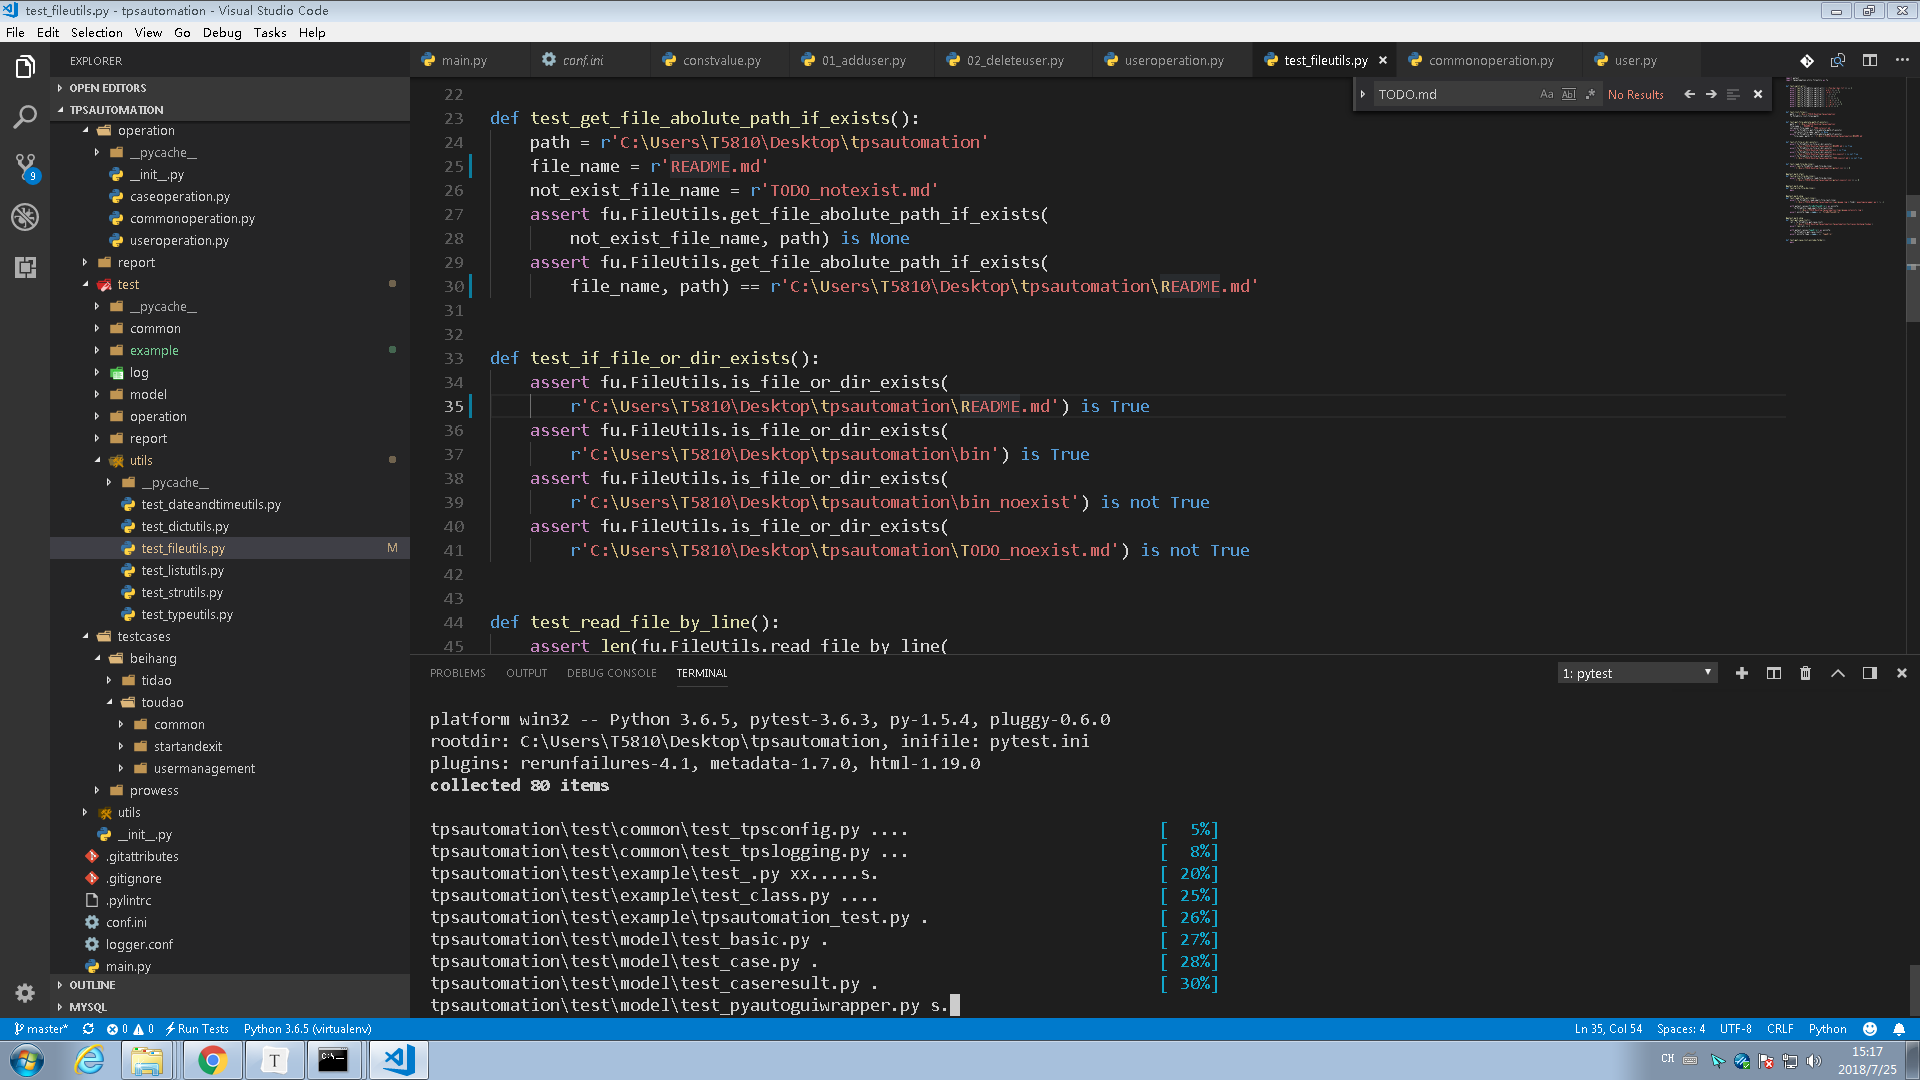 test_fileutils.py - tpsautomation - Visual Studio Code
File Edit Selection View Go Debug Tasks Help
EXPLORER
OPEN EDITORS
TPSAUTOMATION
operation
__pycache__
__init__.py
caseoperation.py
commonoperation.py
useroperation.py
report
test
__pycache__
common
example
log
model
operation
report
utils
__pycache__
test_dateandtimeutils.py
test_dictutils.py
test_fileutils.py M
test_listutils.py
test_strutils.py
test_typeutils.py
testcases
beihang
tidao
toudao
common
startandexit
usermanagement
prowess
utils
__init__.py
.gitattributes
.gitignore
.pylintrc
conf.ini
logger.conf
main.py
OUTLINE
MYSQL
9
main.py conf.ini constvalue.py 01_adduser.py 02_deleteuser.py useroperation.py test_fileutils.py commonoperation.py user.py
TODO.md Aa Abl .* No Results
22
23 def test_get_file_abolute_path_if_exists():
24 path = r'C:\Users\T5810\Desktop\tpsautomation'
25 file_name = r'README.md'
26 not_exist_file_name = r'TODO_notexist.md'
27 assert fu.FileUtils.get_file_abolute_path_if_exists(
28 not_exist_file_name, path) is None
29 assert fu.FileUtils.get_file_abolute_path_if_exists(
30 file_name, path) == r'C:\Users\T5810\Desktop\tpsautomation\README.md'
31
32
33 def test_if_file_or_dir_exists():
34 assert fu.FileUtils.is_file_or_dir_exists(
35 r'C:\Users\T5810\Desktop\tpsautomation\README.md') is True
36 assert fu.FileUtils.is_file_or_dir_exists(
37 r'C:\Users\T5810\Desktop\tpsautomation\bin') is True
38 assert fu.FileUtils.is_file_or_dir_exists(
39 r'C:\Users\T5810\Desktop\tpsautomation\bin_noexist') is not True
40 assert fu.FileUtils.is_file_or_dir_exists(
41 r'C:\Users\T5810\Desktop\tpsautomation\TODO_noexist.md') is not True
42
43
44 def test_read_file_by_line():
45 assert len(fu.FileUtils.read_file_by_line(
PROBLEMS OUTPUT DEBUG CONSOLE TERMINAL 1: pytest
platform win32 -- Python 3.6.5, pytest-3.6.3, py-1.5.4, pluggy-0.6.0
rootdir: C:\Users\T5810\Desktop\tpsautomation, inifile: pytest.ini
plugins: rerunfailures-4.1, metadata-1.7.0, html-1.19.0
collected 80 items
tpsautomation\test\common\test_tpsconfig.py .... [ 5%]
tpsautomation\test\common\test_tpslogging.py ... [ 8%]
tpsautomation\test\example\test_.py xx.....s. [ 20%]
tpsautomation\test\example\test_class.py .... [ 25%]
tpsautomation\test\example\tpsautomation_test.py . [ 26%]
tpsautomation\test\model\test_basic.py . [ 27%]
tpsautomation\test\model\test_case.py . [ 28%]
tpsautomation\test\model\test_caseresult.py . [ 30%]
tpsautomation\test\model\test_pyautoguiwrapper.py s.
master* 0 0 Run Tests Python 3.6.5 (virtualenv) Ln 35, Col 54 Spaces: 4 UTF-8 CRLF Python
T C:\ CH 15:17
2018/7/25